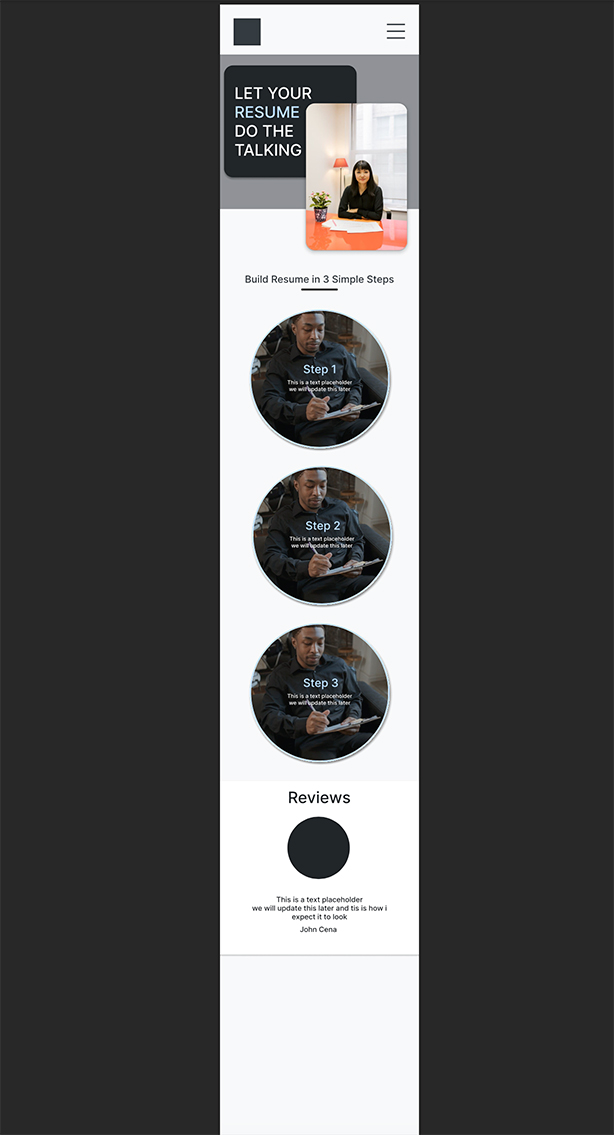 LET YOUR
RESUME
DO THE
TALKING
Build Resume in 3 Simple Steps
Step 1
This is a text placeholder
we will update this later
Step 2
This is a text placeholder
we will update this later
Step 3
This is a text placeholder
we will update this later
Reviews
This is a text placeholder
we will update this later and tis is how i
expect it to look
John Cena